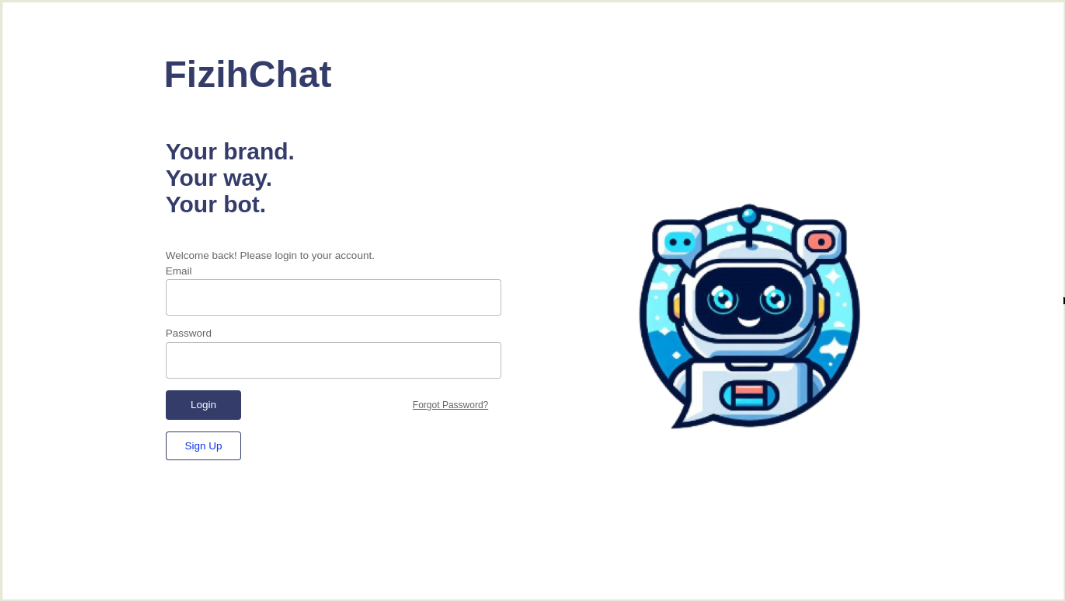 FizihChat
Your brand.
Your way.
Your bot.
Welcome back! Please login to your account.
Email
Password
Login
Forgot Password?
Sign Up